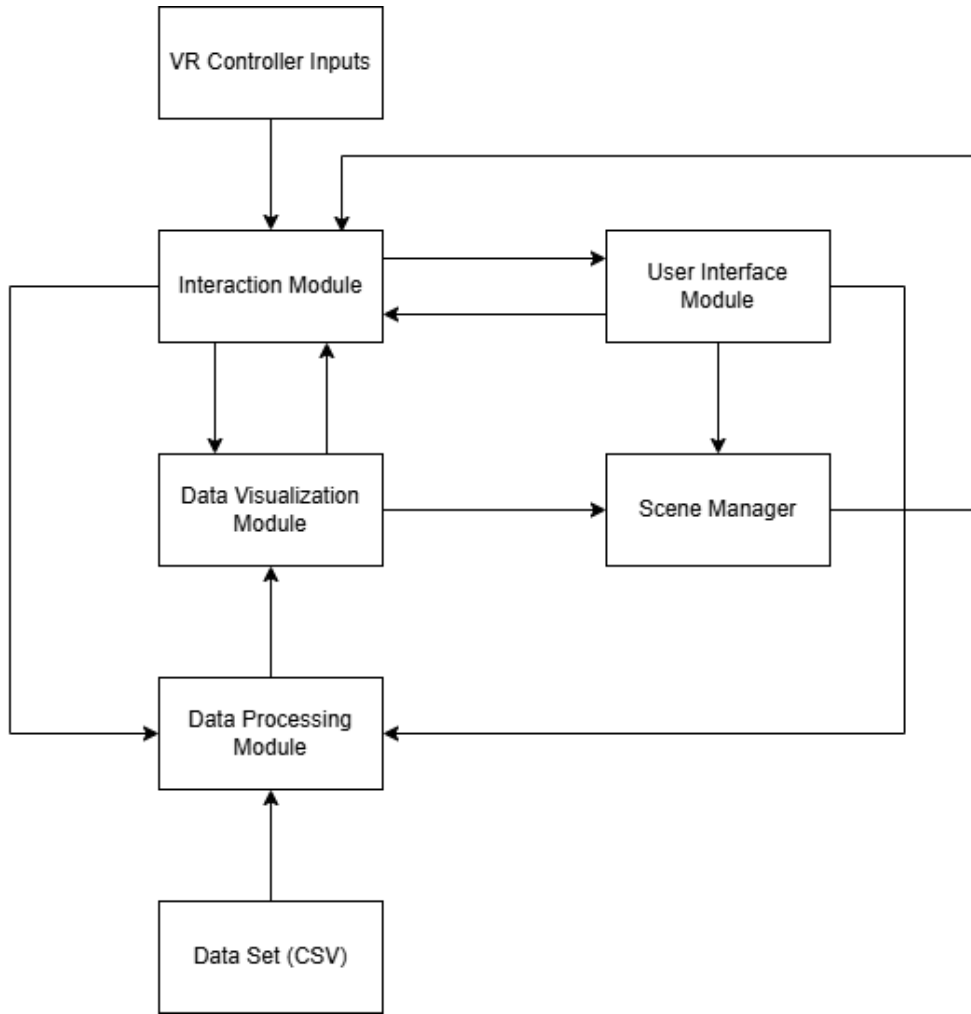 VR Controller Inputs
Interaction Module
User Interface
Module
Data Visualization
Module
Scene Manager
Data Processing
Module
Data Set (CSV)